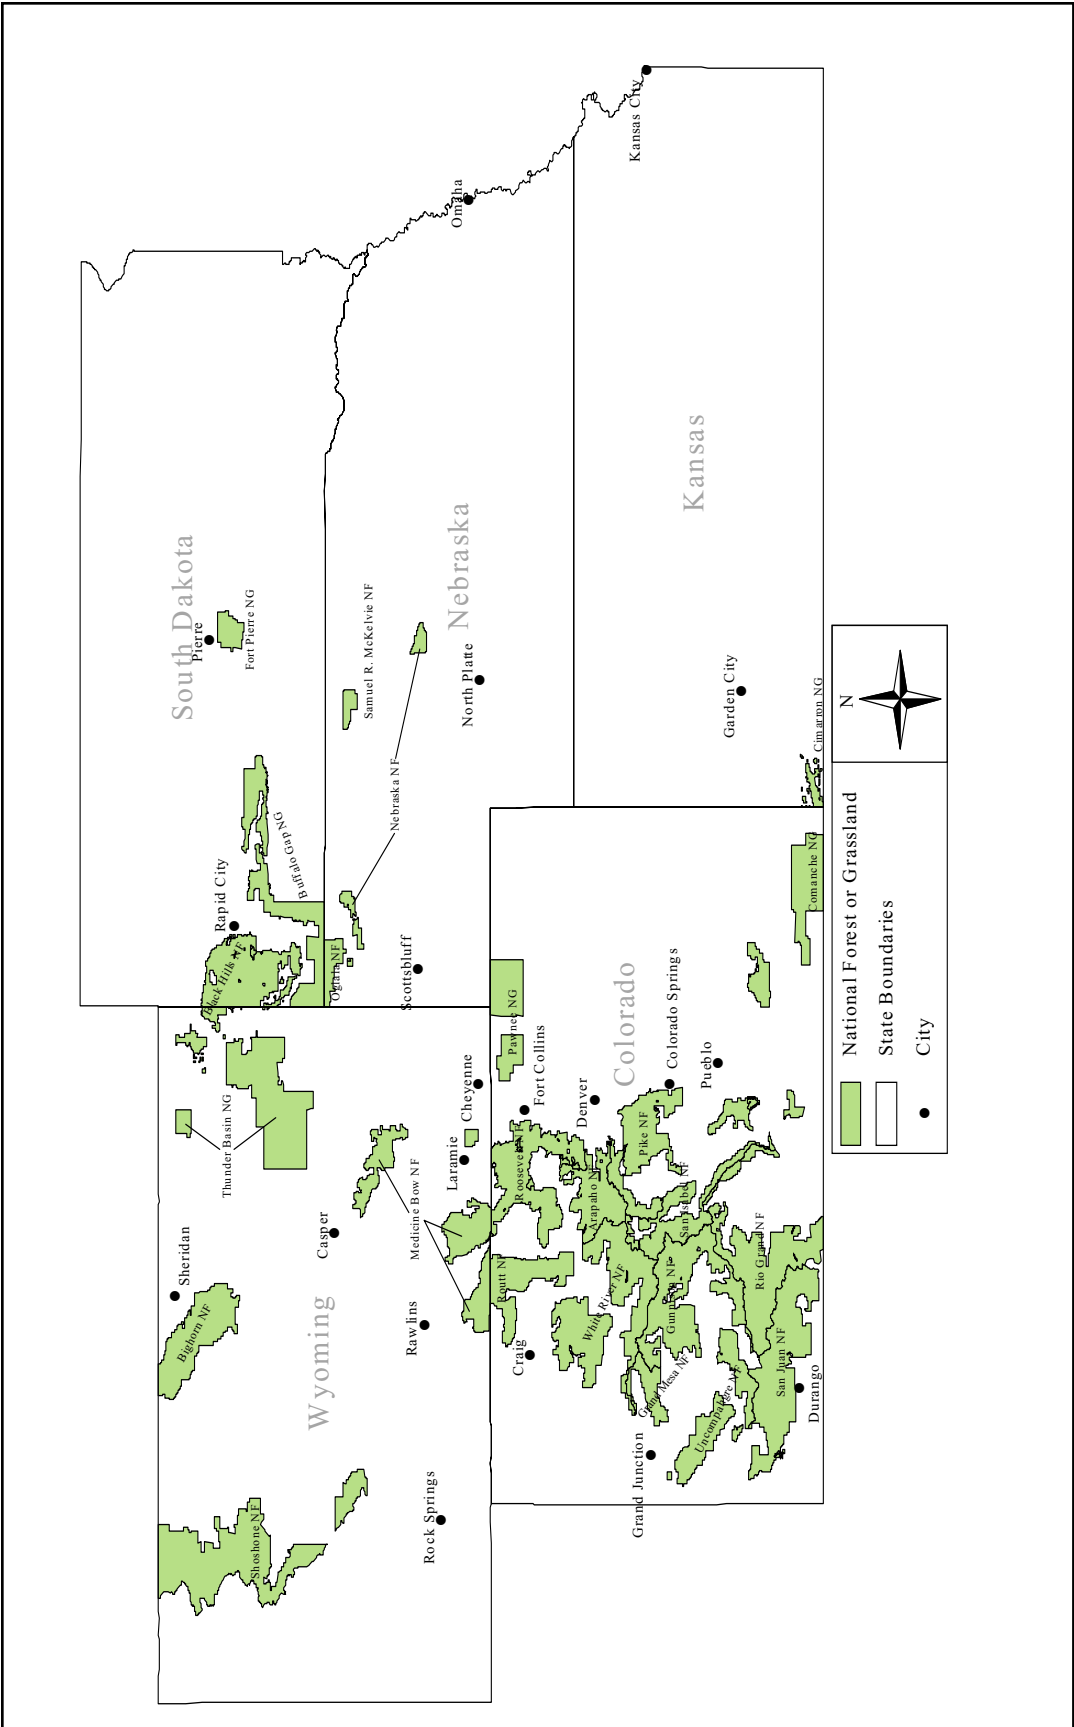 South Dakota
Pierre
Fort Pierre NG
Rapid City
Black Hills NF
Buffalo Gap NG
Nebraska
Omaha
Samuel R. McKelvie NF
Nebraska NF
North Platte
Oglala NF
Scottsbluff
Kansas
Kansas City
Garden City
Cimarron NG
Wyoming
Sheridan
Bighorn NF
Shoshone NF
Thunder Basin NG
Casper
Medicine Bow NF
Cheyenne
Laramie
Rawlins
Rock Springs
Colorado
Pawnee NG
Fort Collins
Roosevelt NF
Routt NF
Craig
Denver
Arapaho NF
White River NF
Pike NF
Colorado Springs
San Isabel NF
Gunnison NF
Grand Mesa NF
Grand Junction
Pueblo
Uncompahgre NF
Rio Grand NF
San Juan NF
Durango
Comanche NG
National Forest or Grassland
State Boundaries
City
N